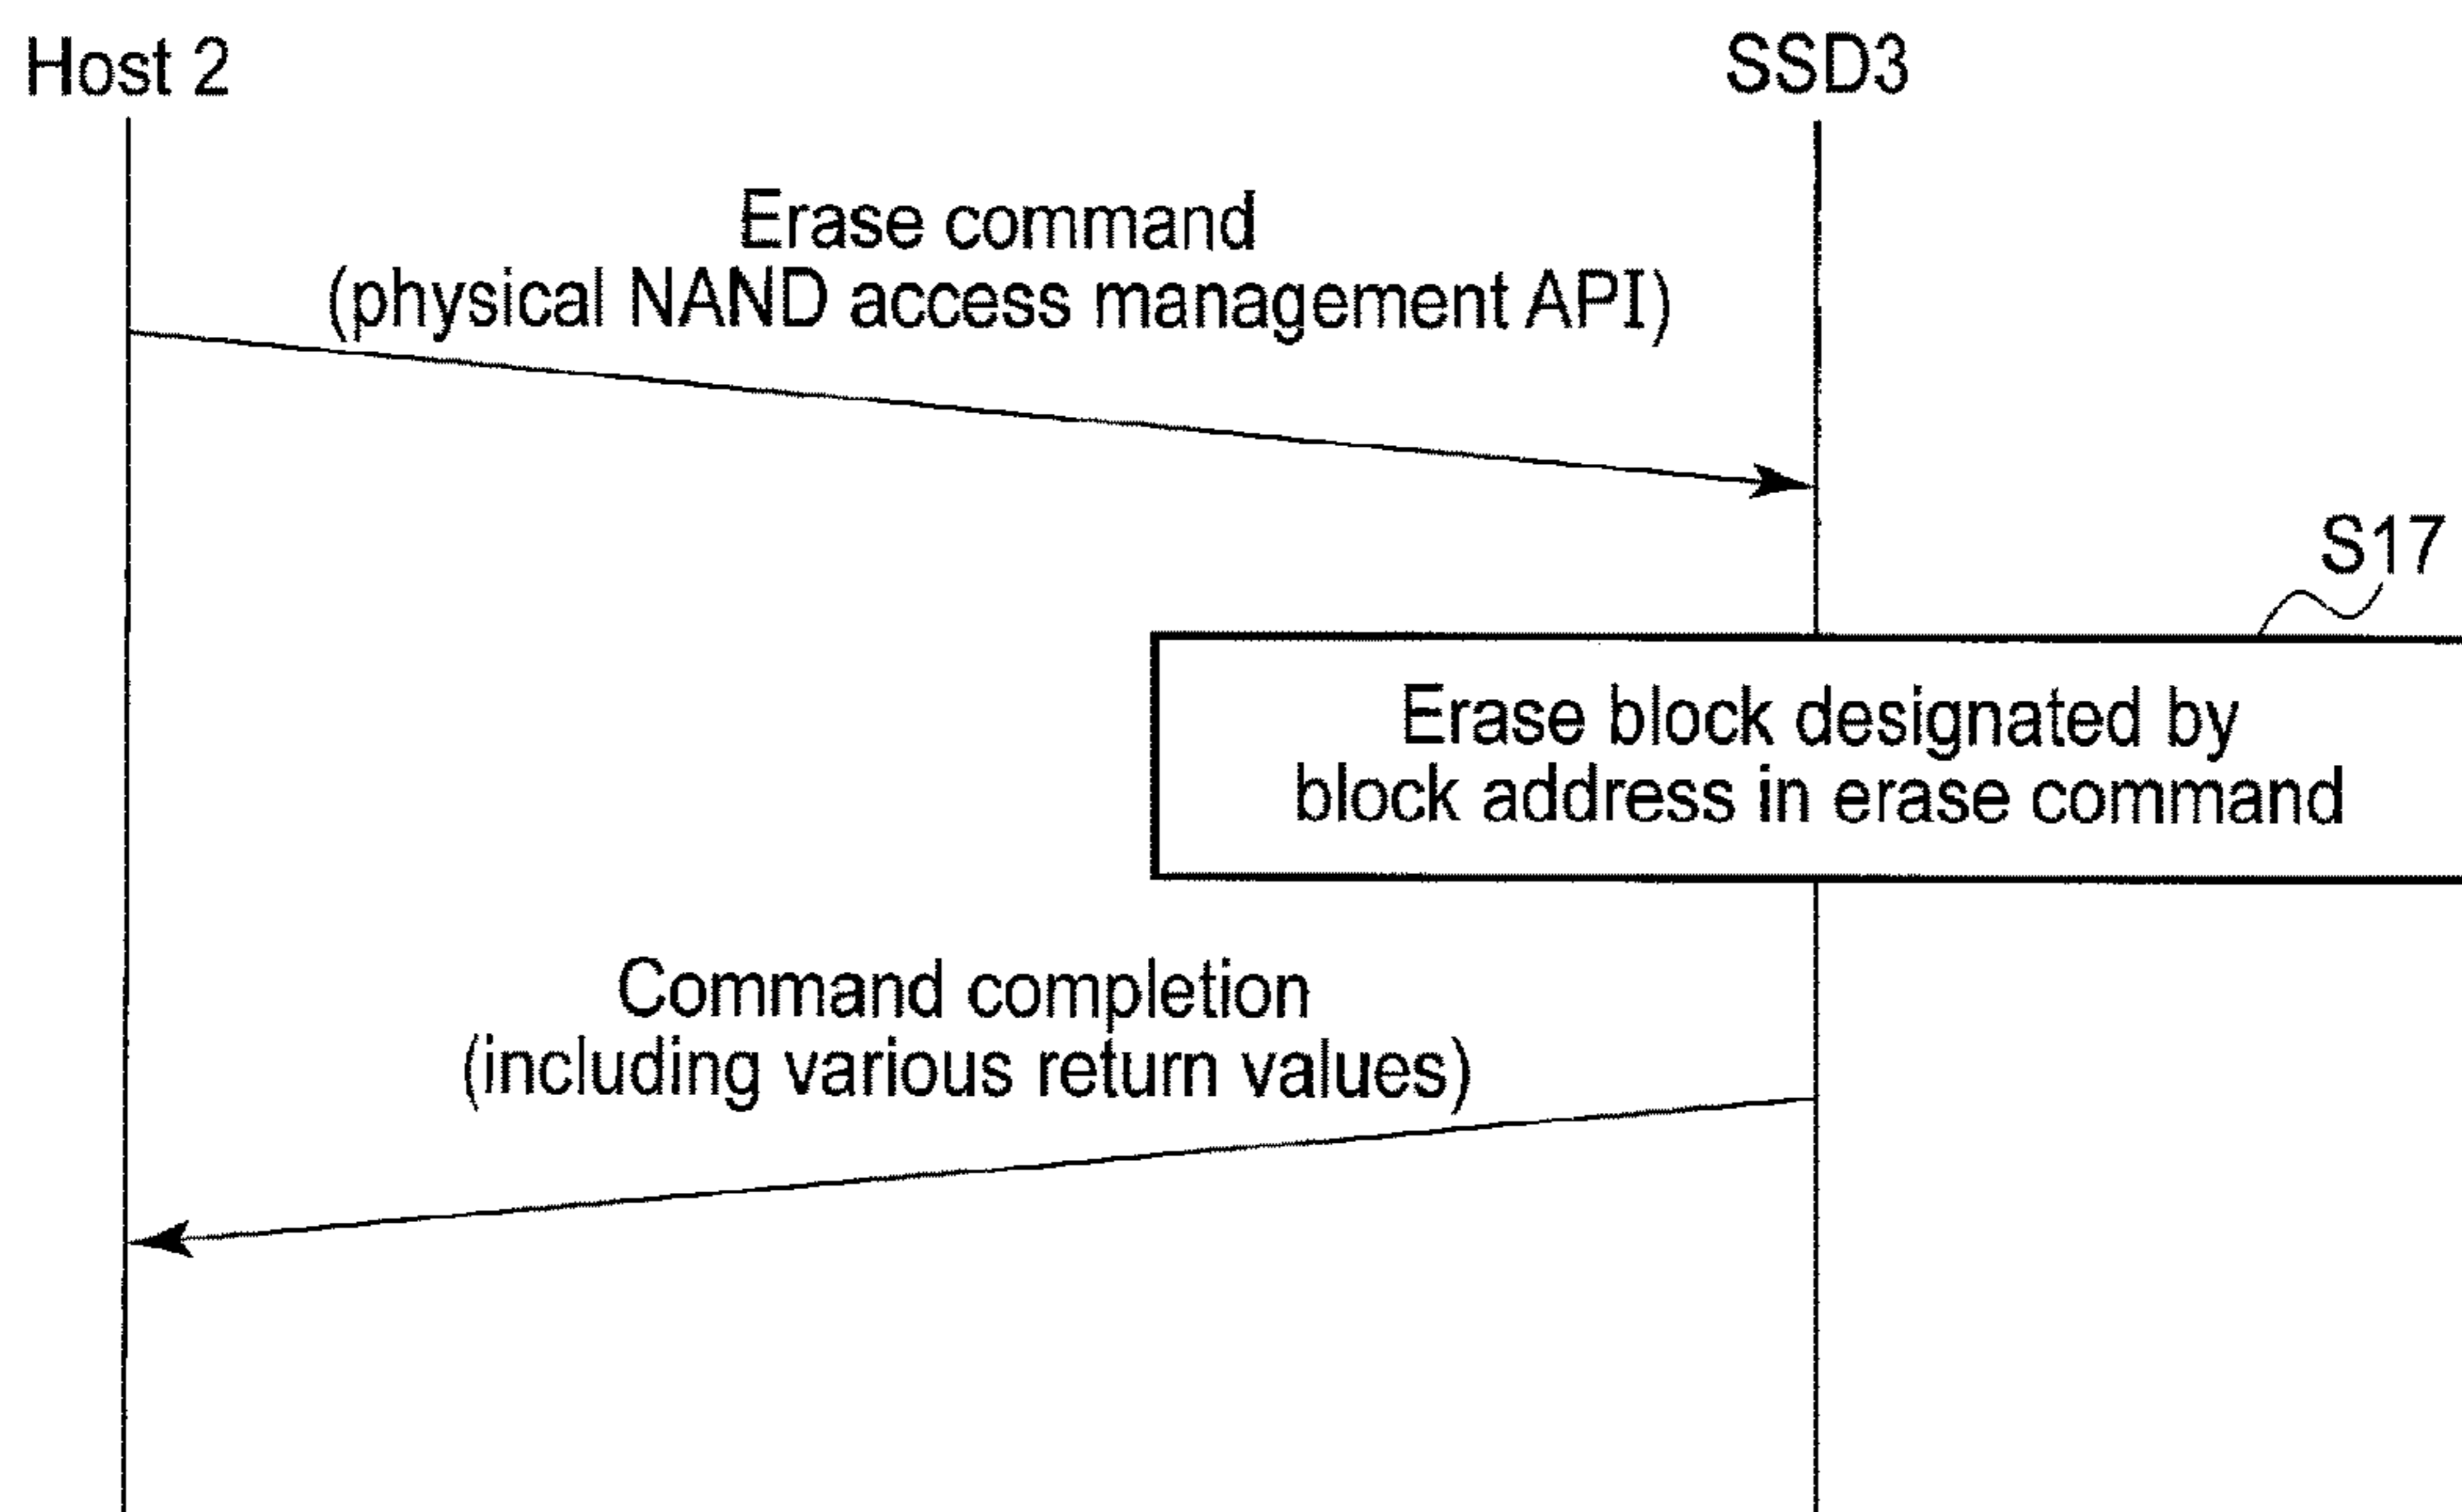 Host 2
SSD3
Erase command
(physical NAND access management API)
S17
Erase block designated by
block address in erase command
Command completion
(including various return values)